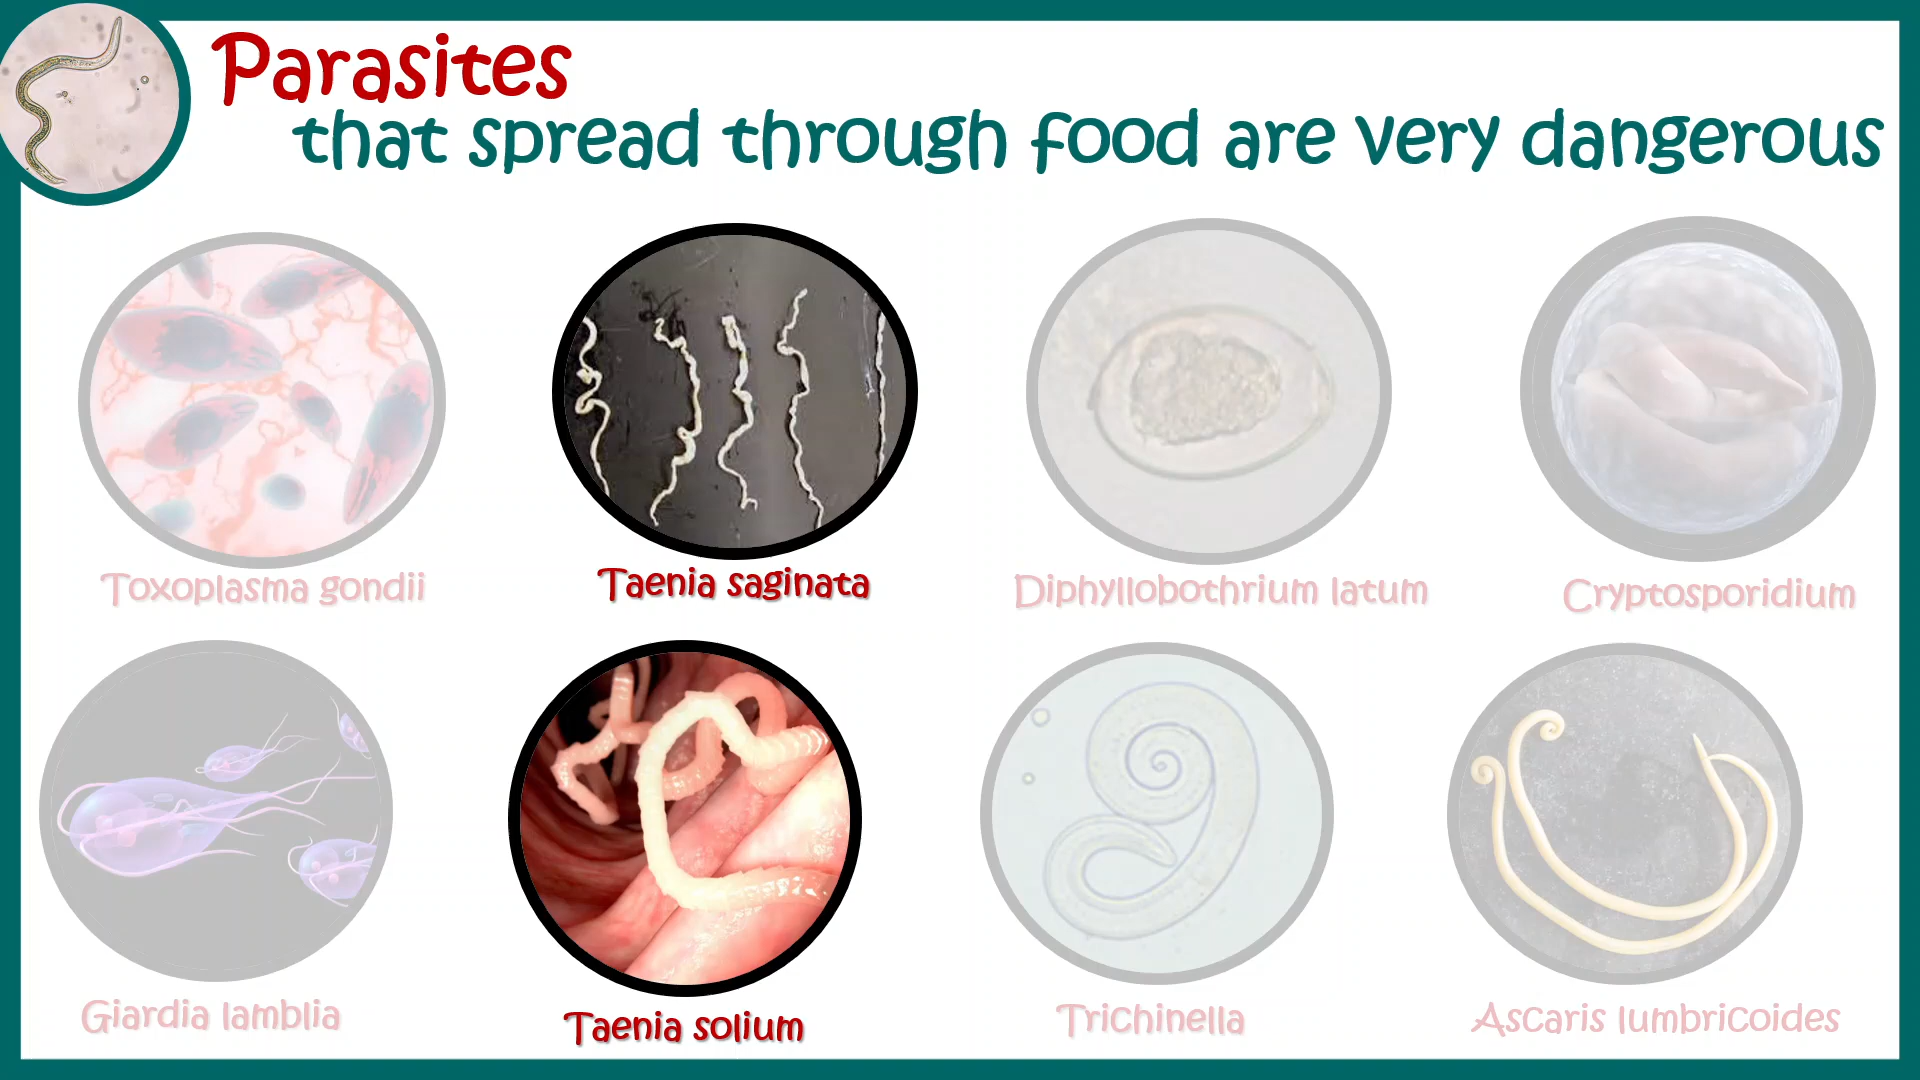 Parasites
that spread through food are very dangerous
Toxoplasma gondii
Taenia saginata
Diphyllobothrium latum
Cryptosporidium
Giardia lamblia
Taenia solium
Trichinella
Ascaris lumbricoides